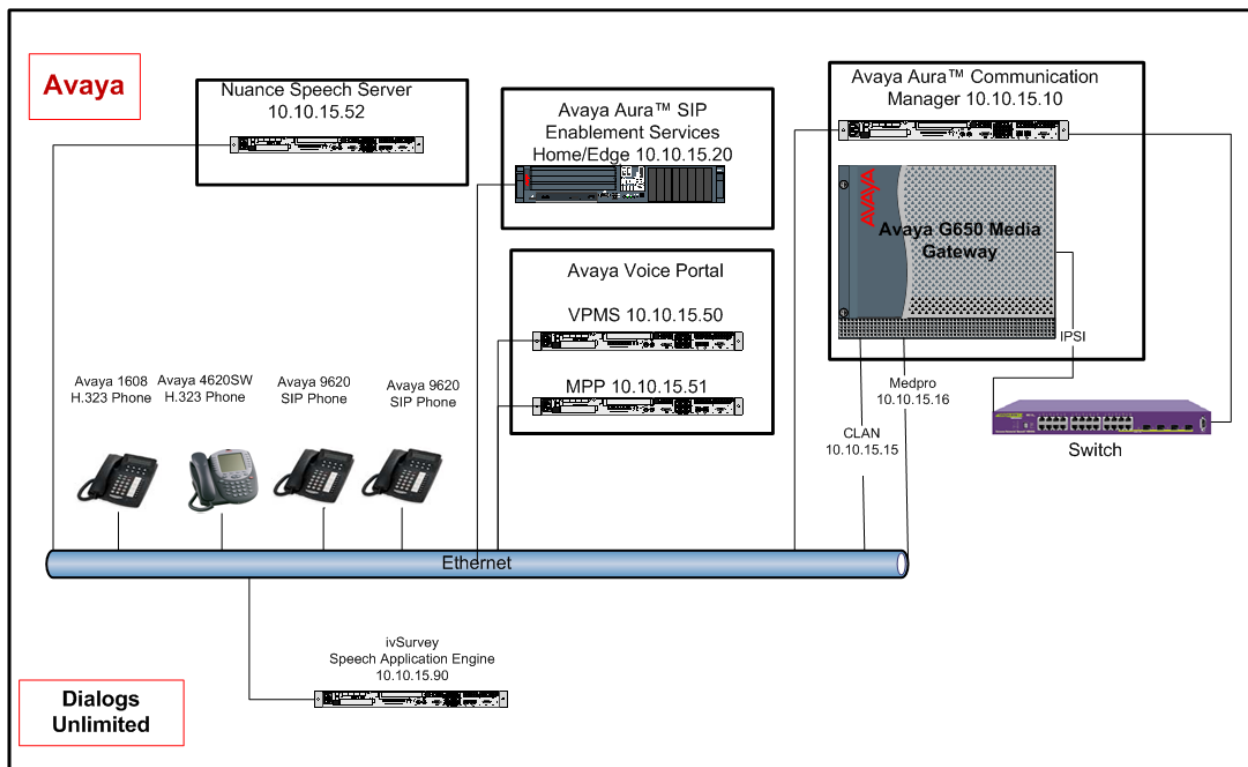 Avaya
Nuance Speech Server
10.10.15.52
Avaya Aura™ SIP
Enablement Services
Home/Edge 10.10.15.20
Avaya Aura™ Communication
Manager 10.10.15.10
AVAYA
Avaya G650 Media
Gateway
Avaya Voice Portal
VPMS 10.10.15.50
MPP 10.10.15.51
IPSI
Medpro
10.10.15.16
CLAN
10.10.15.15
Switch
Avaya 1608
H.323 Phone
Avaya 4620SW
H.323 Phone
Avaya 9620
SIP Phone
Avaya 9620
SIP Phone
Ethernet
ivSurvey
Speech Application Engine
10.10.15.90
Dialogs
Unlimited